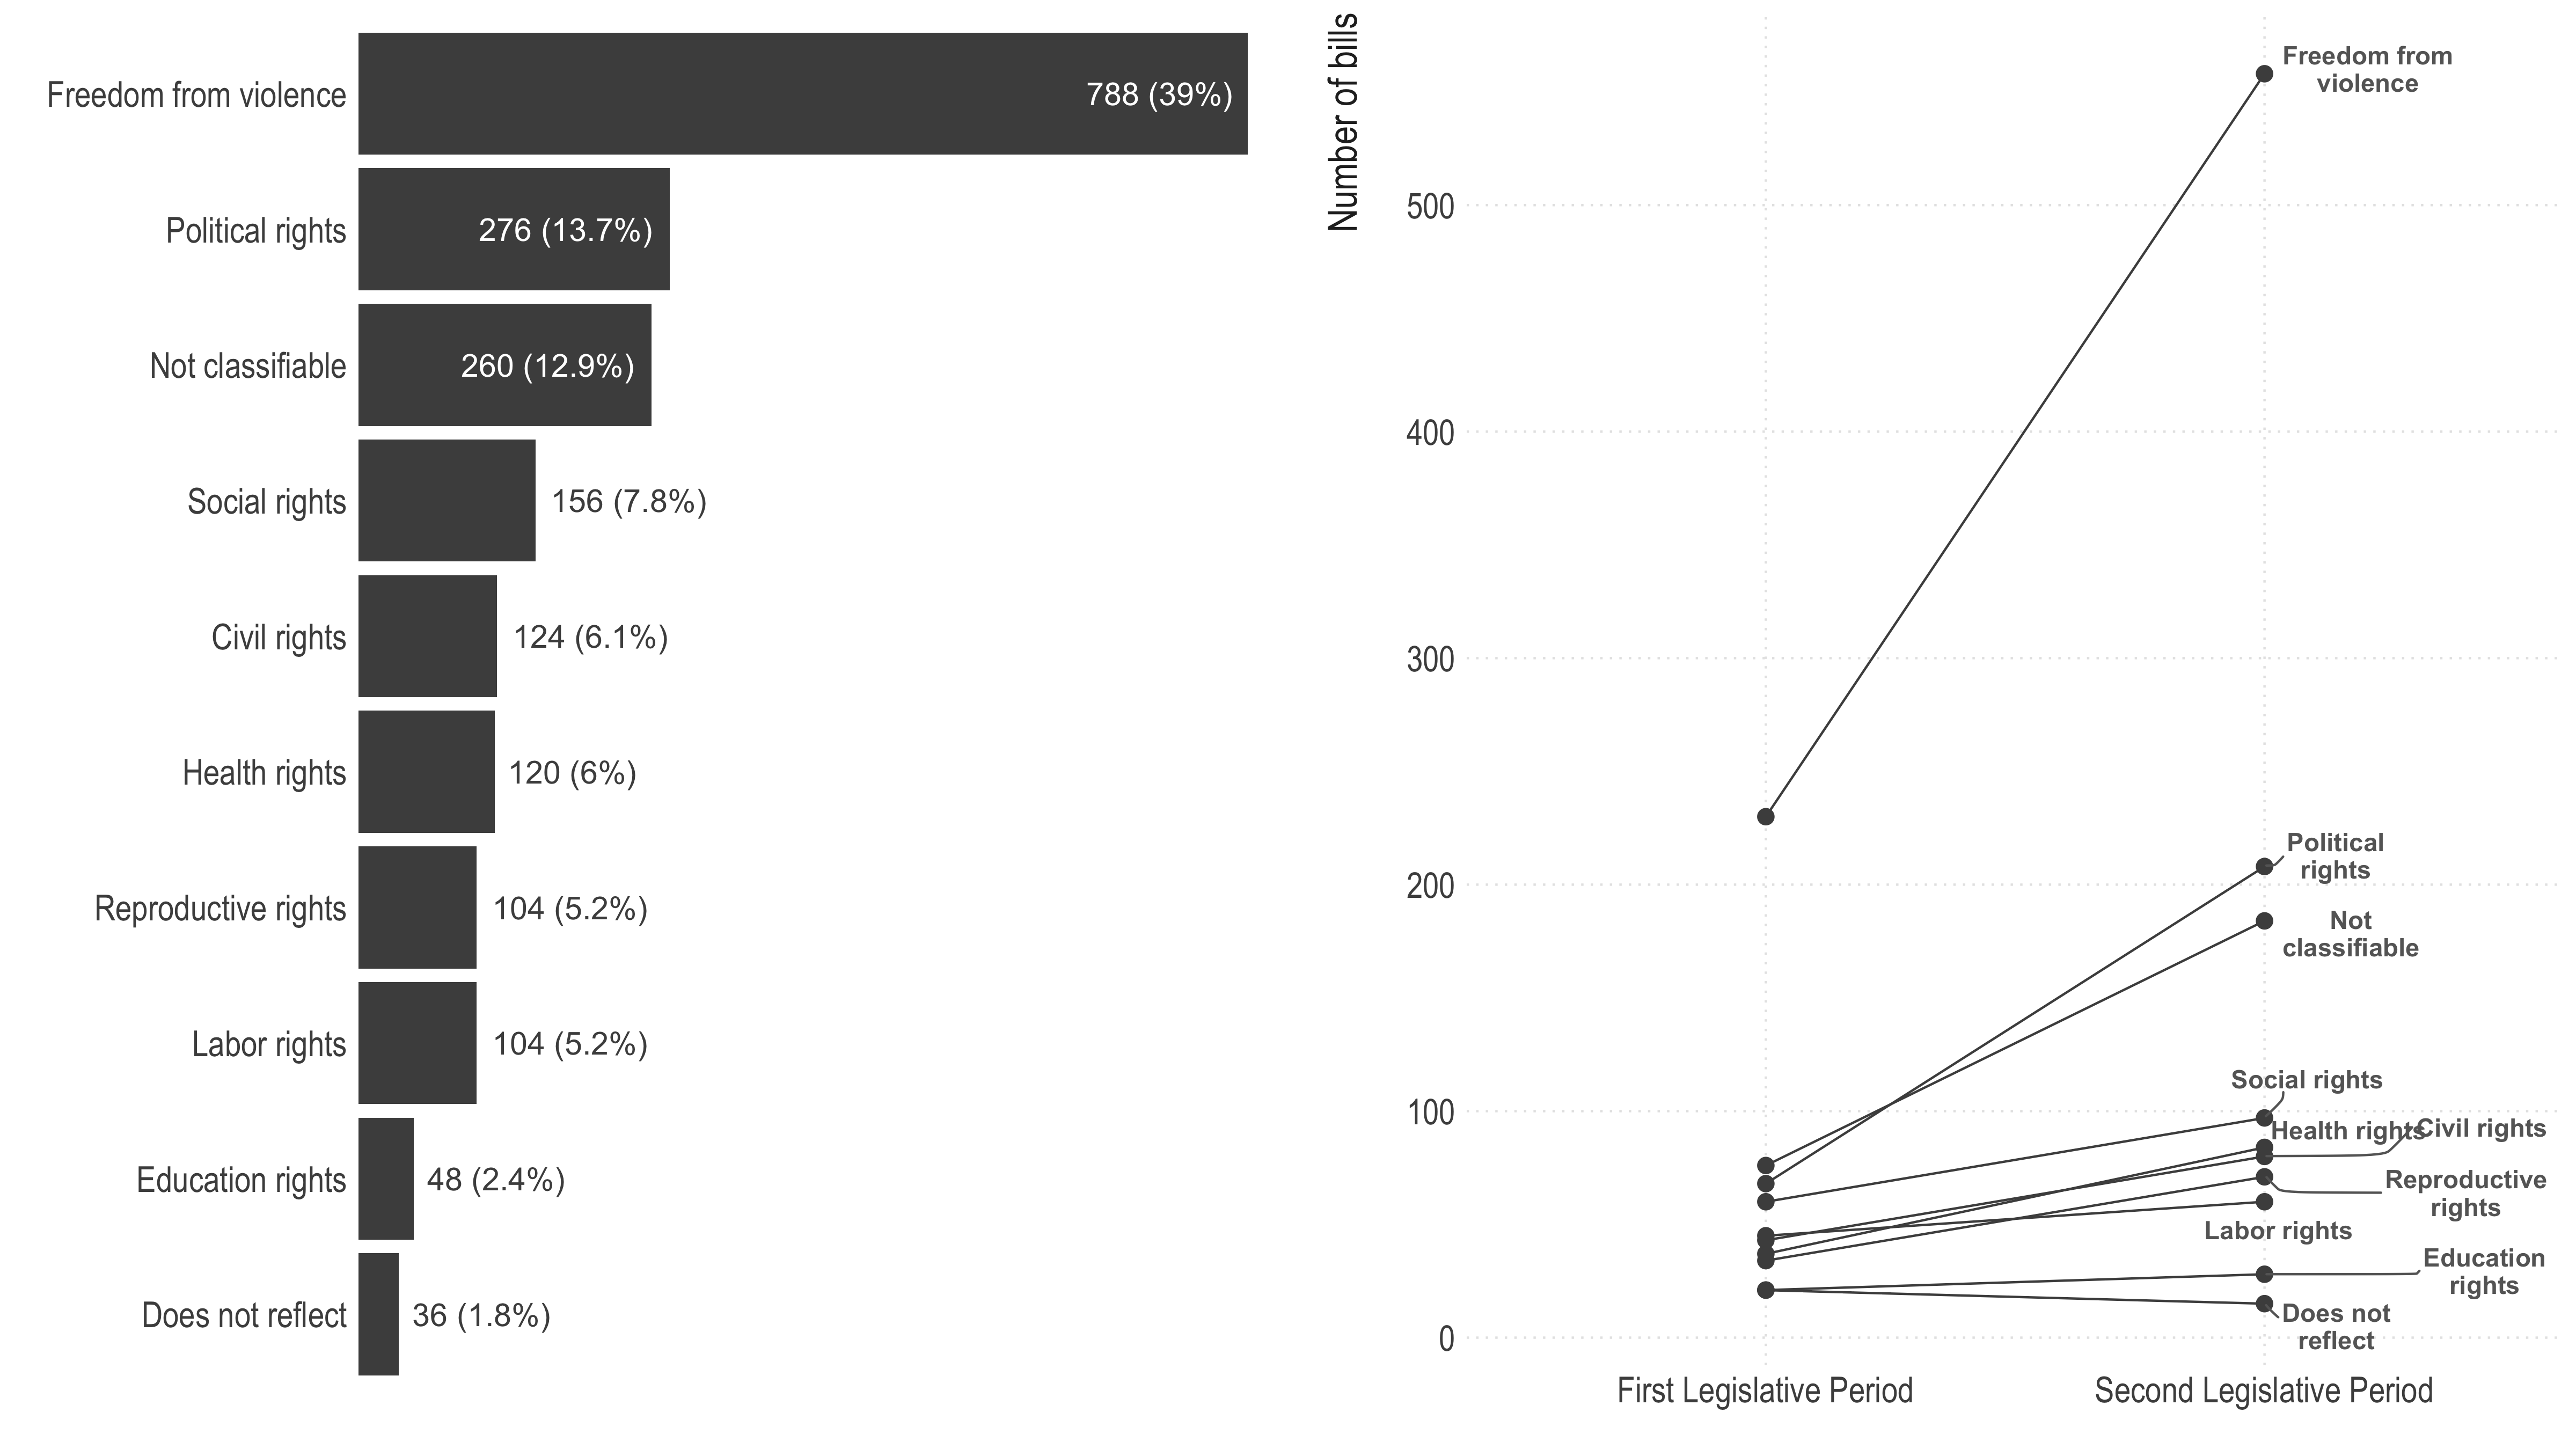 Freedom from violence
788 (39%)
Political rights
276 (13.7%)
Not classifiable
260 (12.9%)
Social rights
156 (7.8%)
Civil rights
124 (6.1%)
Health rights
120 (6%)
Reproductive rights
104 (5.2%)
Labor rights
104 (5.2%)
Education rights
48 (2.4%)
Does not reflect
36 (1.8%)
Number of bills
500
400
300
200
100
0
Freedom from
violence
Political
rights
Not
classifiable
Social rights
Health rights
Civil rights
Reproductive
rights
Labor rights
Education
rights
Does not
reflect
First Legislative Period
Second Legislative Period